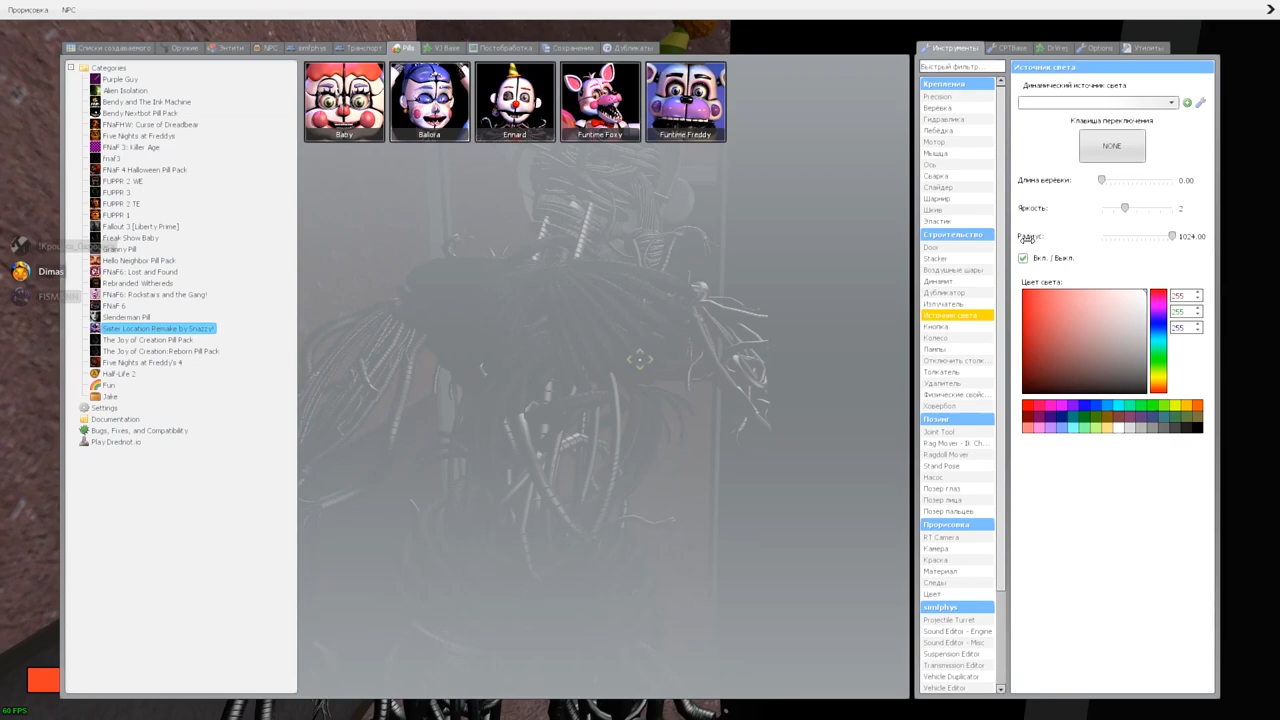 Прорисовка NPC
Списки создаваемого Оружие Энтити NPC simfphys Транспорт Pills VJ Base Постобработка Сохранения Дубликаты
Categories
Purple Guy
Alien Isolation
Bendy and The Ink Machine
Bendy Nextbot Pill Pack
FNaFHW: Curse of Dreadbear
Five Nights at Freddys
FNaF 3: Killer Age
fnaf3
FNaF 4 Halloween Pill Pack
FUPPR 2 WE
FUPPR 3
FUPPR 2 TE
FUPPR 1
Fallout 3 [Liberty Prime]
Freak Show Baby
Granny Pill
Hello Neighbor Pill Pack
FNaF6: Lost and Found
Rebranded Withereds
FNaF6: Rockstars and the Gang!
FNaF 6
Slenderman Pill
Sister Location Remake by Snazzy!
The Joy of Creation Pill Pack
The Joy of Creation:Reborn Pill Pack
Five Nights at Freddy's 4
Half-Life 2
Fun
Jake
Settings
Documentation
Bugs, Fixes, and Compatibility
Play Drednot.io
Dimas
Baby Ballora Ennard Funtime Foxy Funtime Freddy
Инструменты CPTBase DrVrej Options Утилиты
Быстрый фильтр...
Крепления
Precision
Верёвка
Гидравлика
Лебёдка
Мотор
Мышца
Ось
Сварка
Слайдер
Шарнир
Шкив
Эластик
Строительство
Door
Stacker
Воздушные шары
Динамит
Дубликатор
Излучатель
Источник света
Кнопка
Колесо
Лампы
Отключить столк...
Толкатель
Удалитель
Физические свойс...
Ховербол
Позинг
Joint Tool
Rag Mover - Ik Ch...
Ragdoll Mover
Stand Pose
Насос
Позер глаз
Позер лица
Позер пальцев
Прорисовка
RT Camera
Камера
Краска
Материал
Следы
Цвет
simfphys
Projectile Turret
Sound Editor - Engine
Sound Editor - Misc
Suspension Editor
Transmission Editor
Vehicle Duplicator
Vehicle Editor
Источник света
Динамический источник света
Клавиша переключения
NONE
Длина верёвки: 0.00
Яркость: 2
Радиус: 1024.00
Вкл. / Выкл.
Цвет света:
255
255
255
60 FPS